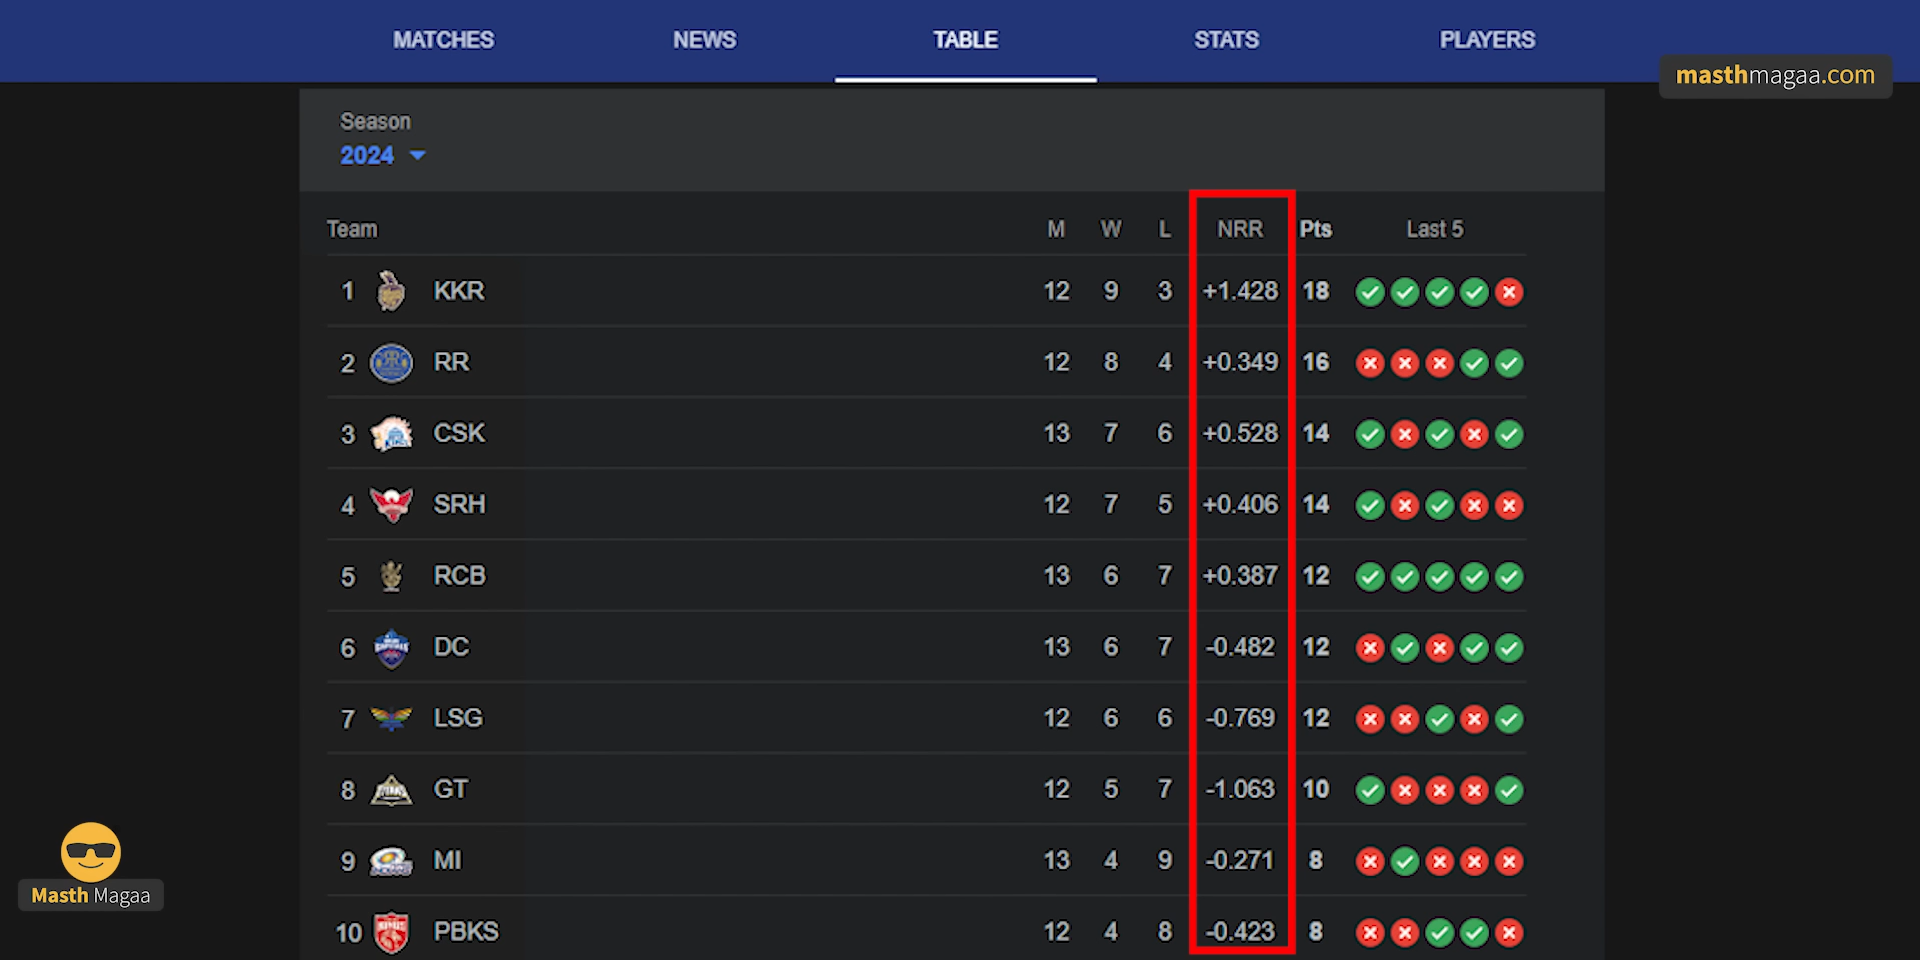 MATCHES NEWS TABLE STATS PLAYERS
masthmagaa.com
Season
2024
Team M W L NRR Pts Last 5
1 KKR 12 9 3 +1.428 18
2 RR 12 8 4 +0.349 16
3 CSK 13 7 6 +0.528 14
4 SRH 12 7 5 +0.406 14
5 RCB 13 6 7 +0.387 12
6 DC 13 6 7 -0.482 12
7 LSG 12 6 6 -0.769 12
8 GT 12 5 7 -1.063 10
9 MI 13 4 9 -0.271 8
10 PBKS 12 4 8 -0.423 8
Masth Magaa